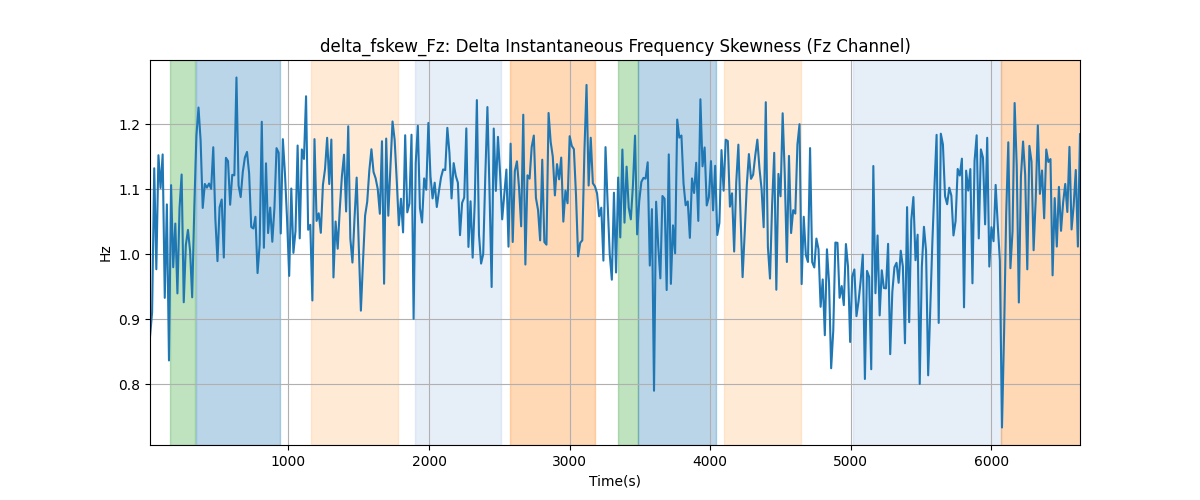 delta_fskew_Fz: Delta Instantaneous Frequency Skewness (Fz Channel)
1.2
1.1
1.0
0.9
0.8
Hz
1000 2000 3000 4000 5000 6000
Time(s)